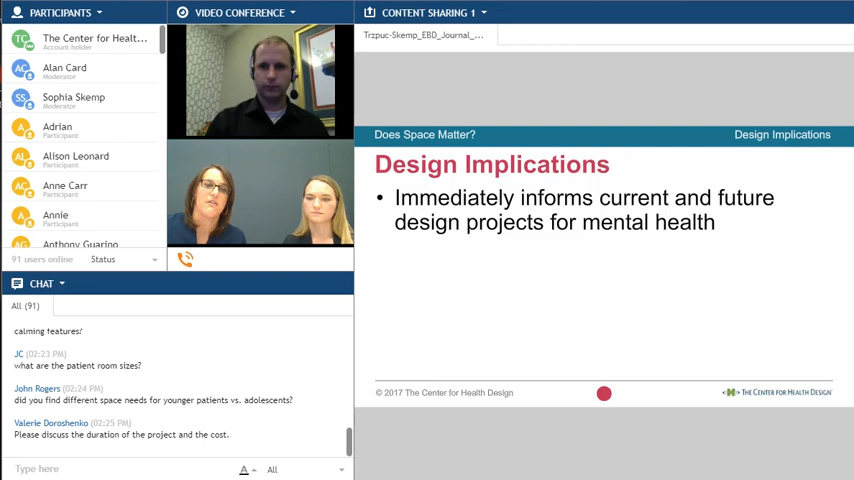 PARTICIPANTS
TC
The Center for Healt...
Account holder
AC
Alan Card
Moderator
SS
Sophia Skemp
Moderator
A
Adrian
Participant
A
Alison Leonard
Participant
AC
Anne Carr
Participant
A
Annie
Participant
A
Anthony Guarino
91 users online
Status
VIDEO CONFERENCE
CHAT
All (91)
calming features?
JC (02:23 PM)
what are the patient room sizes?
John Rogers (02:24 PM)
did you find different space needs for younger patients vs. adolescents?
Valerie Doroshenko (02:25 PM)
Please discuss the duration of the project and the cost.
Type here
A
All
CONTENT SHARING 1
Trzpuc-Skemp_EBD_Journal_...
Does Space Matter?
Design Implications
Design Implications
• Immediately informs current and future
design projects for mental health
© 2017 The Center for Health Design
THE CENTER FOR HEALTH DESIGN